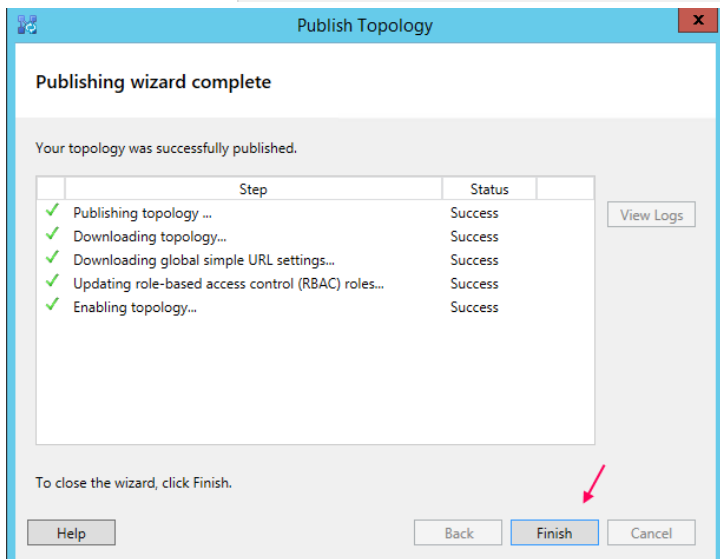 Publish Topology
x
Publishing wizard complete
Your topology was successfully published.
Step Status
Publishing topology ... Success
Downloading topology... Success
Downloading global simple URL settings... Success
Updating role-based access control (RBAC) roles... Success
Enabling topology... Success
View Logs
To close the wizard, click Finish.
Help Back Finish Cancel